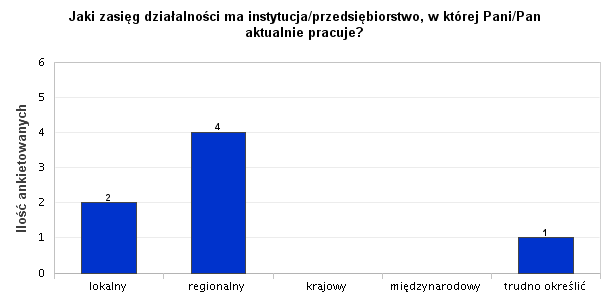 Jaki zasięg działalności ma instytucja/przedsiębiorstwo, w której Pani/Pan
aktualnie pracuje?
Ilość ankietowanych
6
5
4
3
2
1
0
2
4
1
lokalny
regionalny
krajowy
międzynarodowy
trudno określić